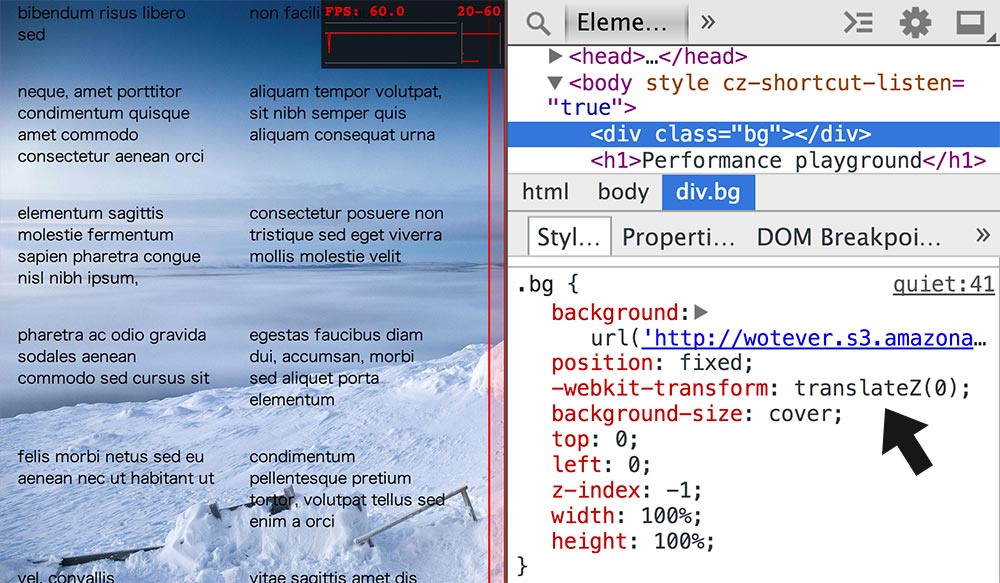 bibendum risus libero
sed
non facili
FPS: 60.0
20-60
neque, amet porttitor
condimentum quisque
amet commodo
consectetur aenean orci
aliquam tempor volutpat,
sit nibh semper quis
aliquam consequat urna
elementum sagittis
molestie fermentum
sapien pharetra congue
nisl nibh ipsum,
consectetur posuere non
tristique sed eget viverra
mollis molestie velit
pharetra ac odio gravida
sodales aenean
commodo sed cursus sit
egestas faucibus diam
dui, accumsan, morbi
sed aliquet porta
elementum
felis morbi netus sed eu
aenean nec ut habitant ut
condimentum
pellentesque pretium
tortor, volutpat tellus sed
enim a orci
vel, convallis
vitae sagittis amet dis
Eleme... »
▶<head>…</head>
▼<body style cz-shortcut-listen=
"true">
<div class="bg"></div>
<h1>Performance playground</h1>
html body div.bg
Styl... Properti... DOM Breakpoi... »
.bg { quiet:41
background:▶
url('http://wotever.s3.amazona…
position: fixed;
-webkit-transform: translateZ(0);
background-size: cover;
top: 0;
left: 0;
z-index: -1;
width: 100%;
height: 100%;
}